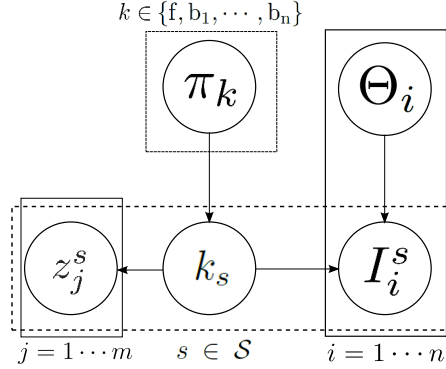 k ∈ {f, b₁, ⋯, bₙ}
πₖ
Θᵢ
zⱼˢ
kₛ
Iᵢˢ
j = 1 ⋯ m
s ∈ 𝒮
i = 1 ⋯ n